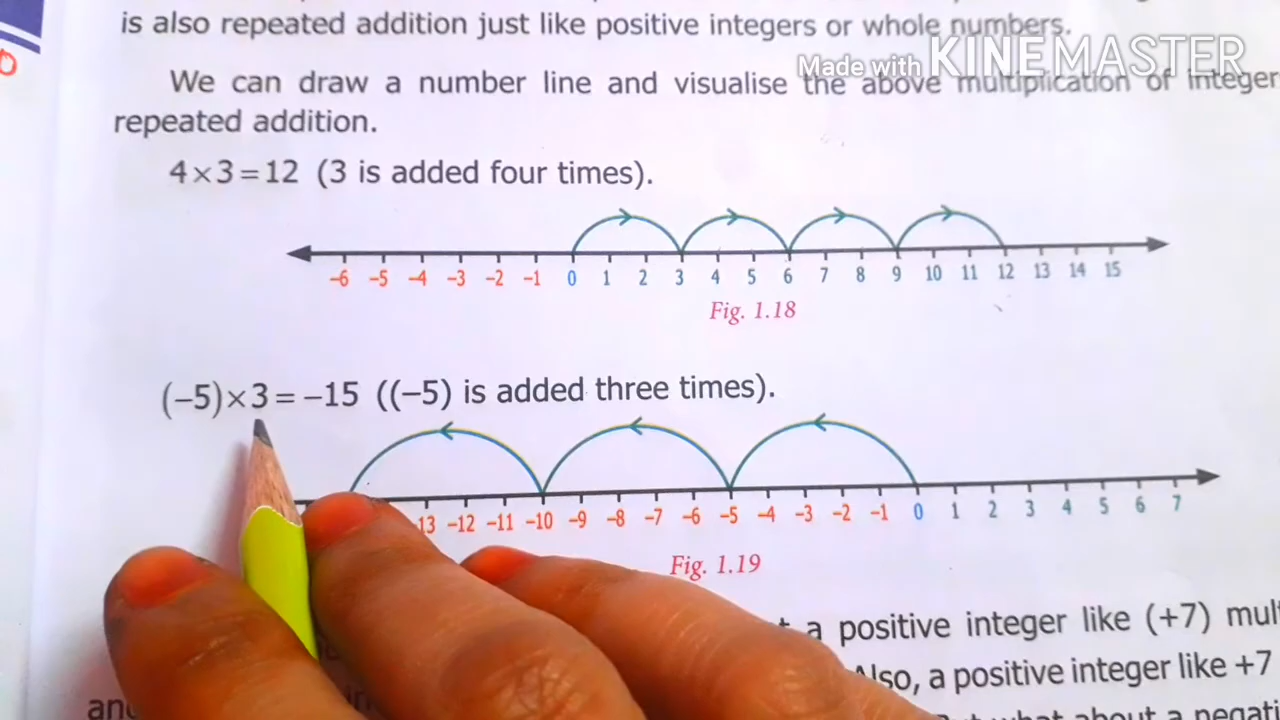 is also repeated addition just like positive integers or whole numbers.
Made with KINEMASTER
We can draw a number line and visualise the above multiplication of integer
repeated addition.
4×3=12 (3 is added four times).
–6 –5 –4 –3 –2 –1 0 1 2 3 4 5 6 7 8 9 10 11 12 13 14 15
Fig. 1.18
(–5)×3= –15 ((–5) is added three times).
13 –12 –11 –10 –9 –8 –7 –6 –5 –4 –3 –2 –1 0 1 2 3 4 5 6 7
Fig. 1.19
a positive integer like (+7) mul
Also, a positive integer like +7
what about a negati